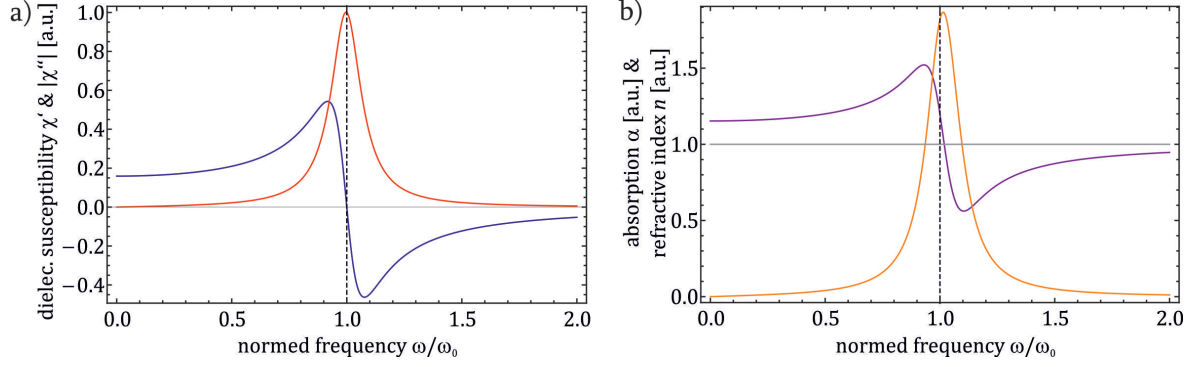 a)
dielec. susceptibility χ‘ & |χ‘‘| [a.u.]
1.0
0.8
0.6
0.4
0.2
0.0
−0.2
−0.4
0.0 0.5 1.0 1.5 2.0
normed frequency ω/ω₀
b)
absorption α [a.u.] &
refractive index n [a.u.]
1.5
1.0
0.5
0.0
0.0 0.5 1.0 1.5 2.0
normed frequency ω/ω₀